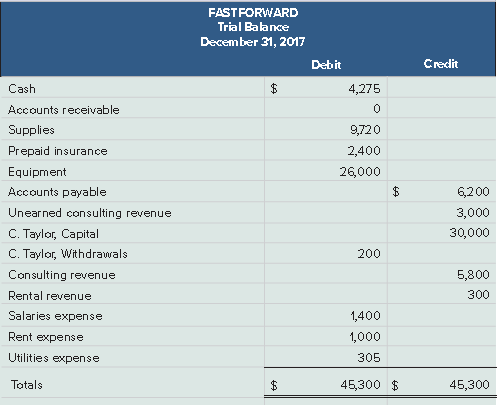 FASTFORWARD
Trial Balance
December 31, 2017
Debit Credit
Cash $ 4,275
Accounts receivable 0
Supplies 9,720
Prepaid insurance 2,400
Equipment 26,000
Accounts payable $ 6,200
Unearned consulting revenue 3,000
C. Taylor, Capital 30,000
C. Taylor, Withdrawals 200
Consulting revenue 5,800
Rental revenue 300
Salaries expense 1,400
Rent expense 1,000
Utilities expense 305
Totals $ 45,300 $ 45,300